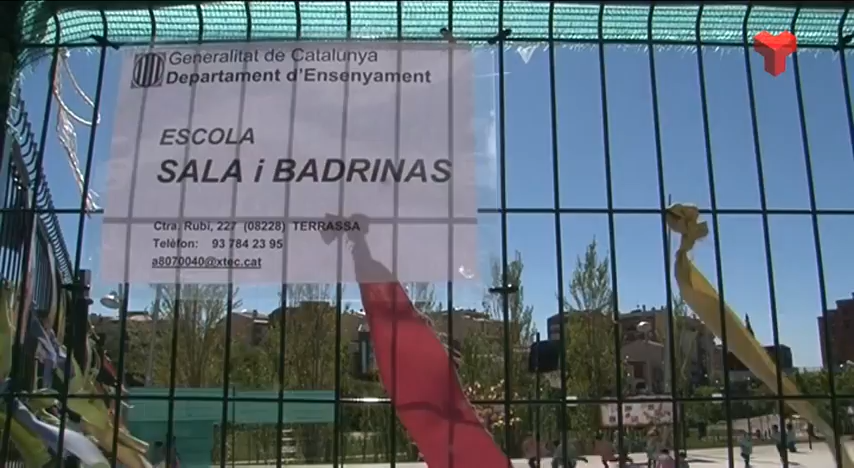 Generalitat de Catalunya
Departament d'Ensenyament
ESCOLA
SALA i BADRINAS
Ctra. Rubí, 227 (08228) TERRASSA
Telèfon: 93 784 23 95
a8070040@xtec.cat